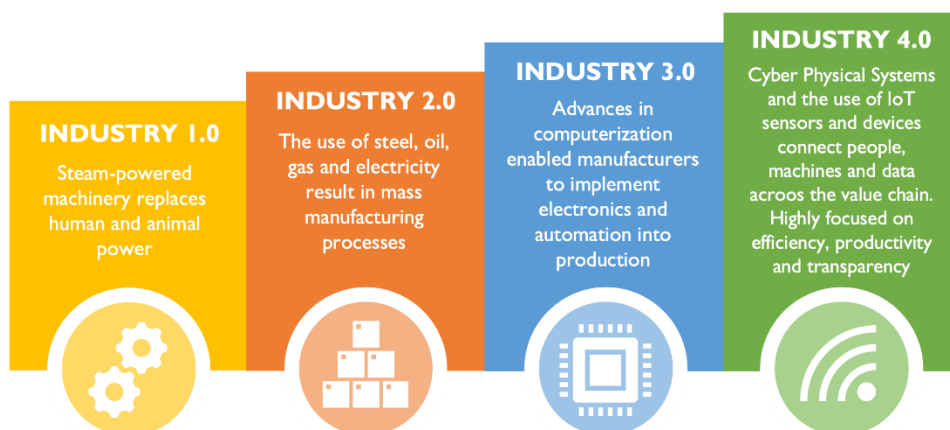 INDUSTRY 1.0
Steam-powered
machinery replaces
human and animal
power
INDUSTRY 2.0
The use of steel, oil,
gas and electricity
result in mass
manufacturing
processes
INDUSTRY 3.0
Advances in
computerization
enabled manufacturers
to implement
electronics and
automation into
production
INDUSTRY 4.0
Cyber Physical Systems
and the use of IoT
sensors and devices
connect people,
machines and data
acroos the value chain.
Highly focused on
efficiency, productivity
and transparency